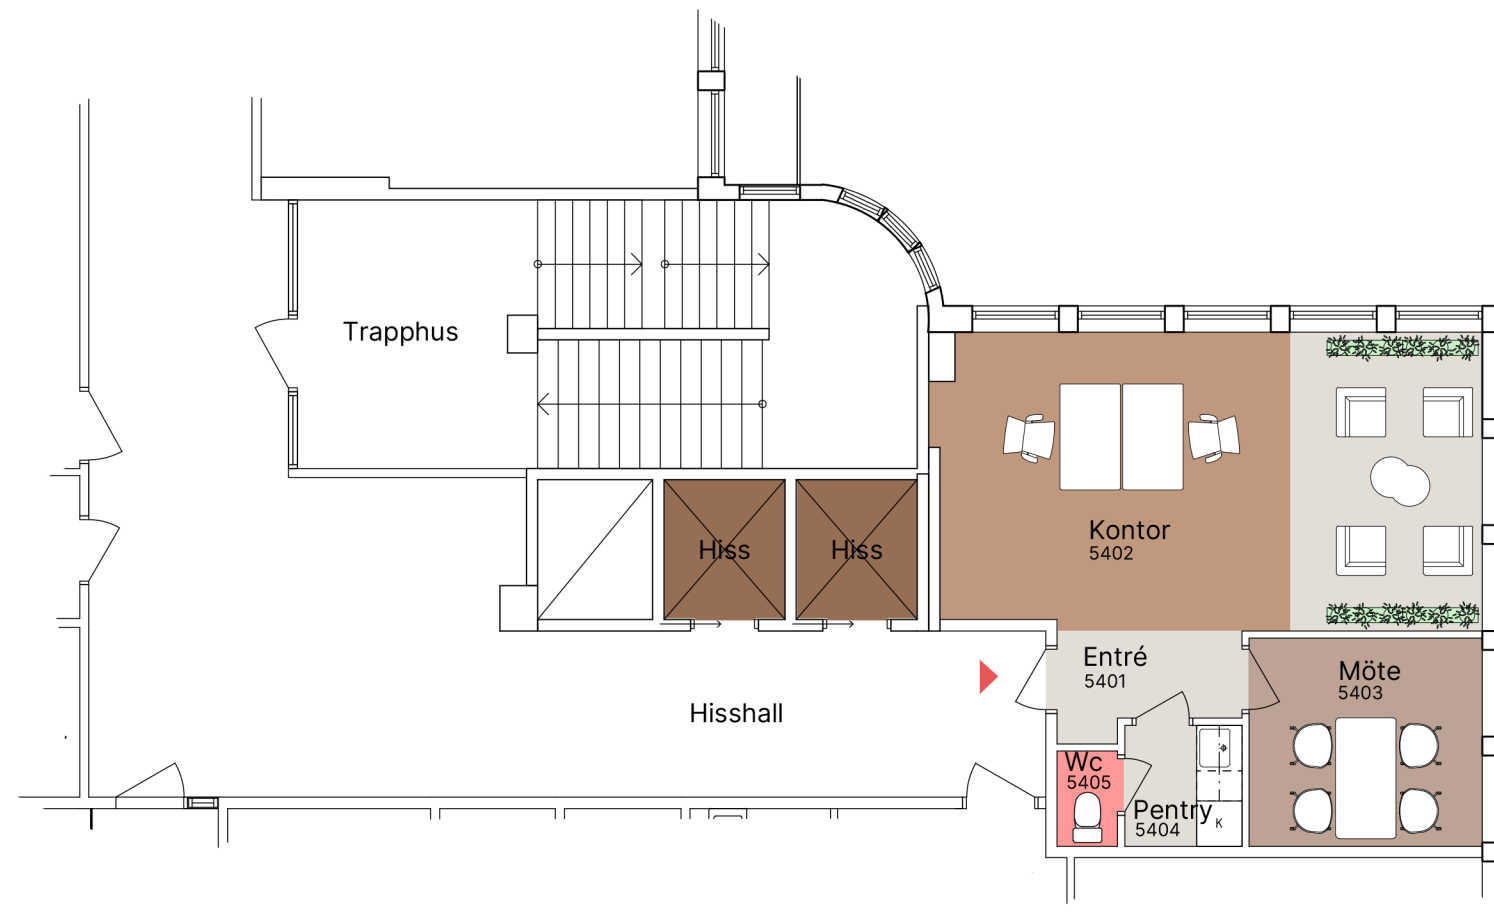 Trapphus
Hiss
Hiss
Kontor
5402
Entré
5401
Möte
5403
Hisshall
Wc
5405
Pentry
5404
K